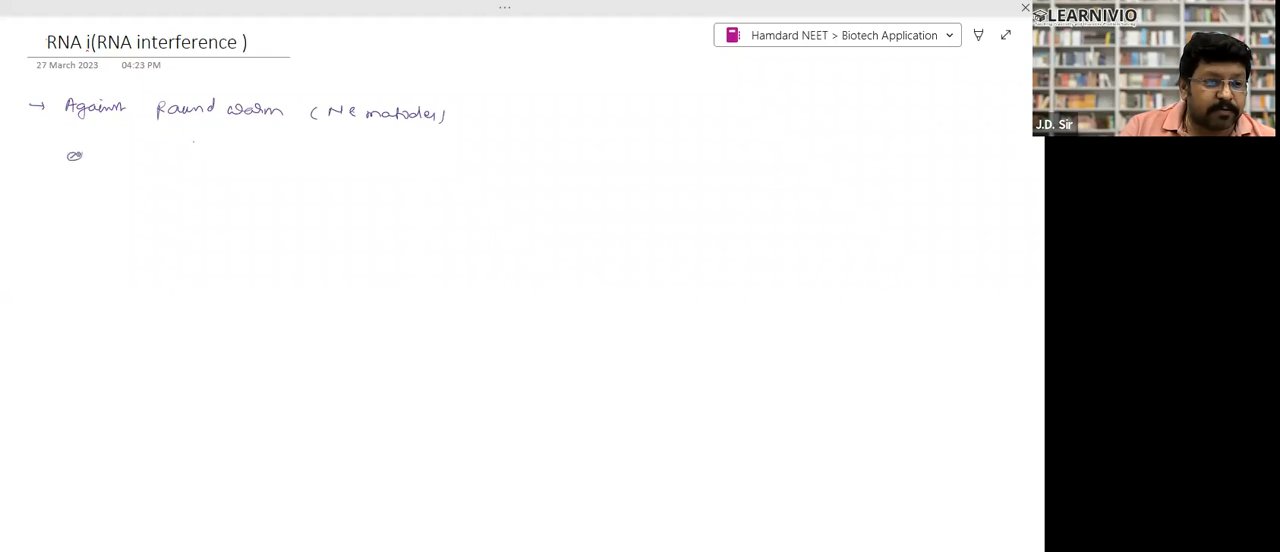 LEARNIVIO
RNA i(RNA interference )
Hamdard NEET > Biotech Application
27 March 2023 04:23 PM
J.D. Sir
→ Against Round worm (Nematodes)